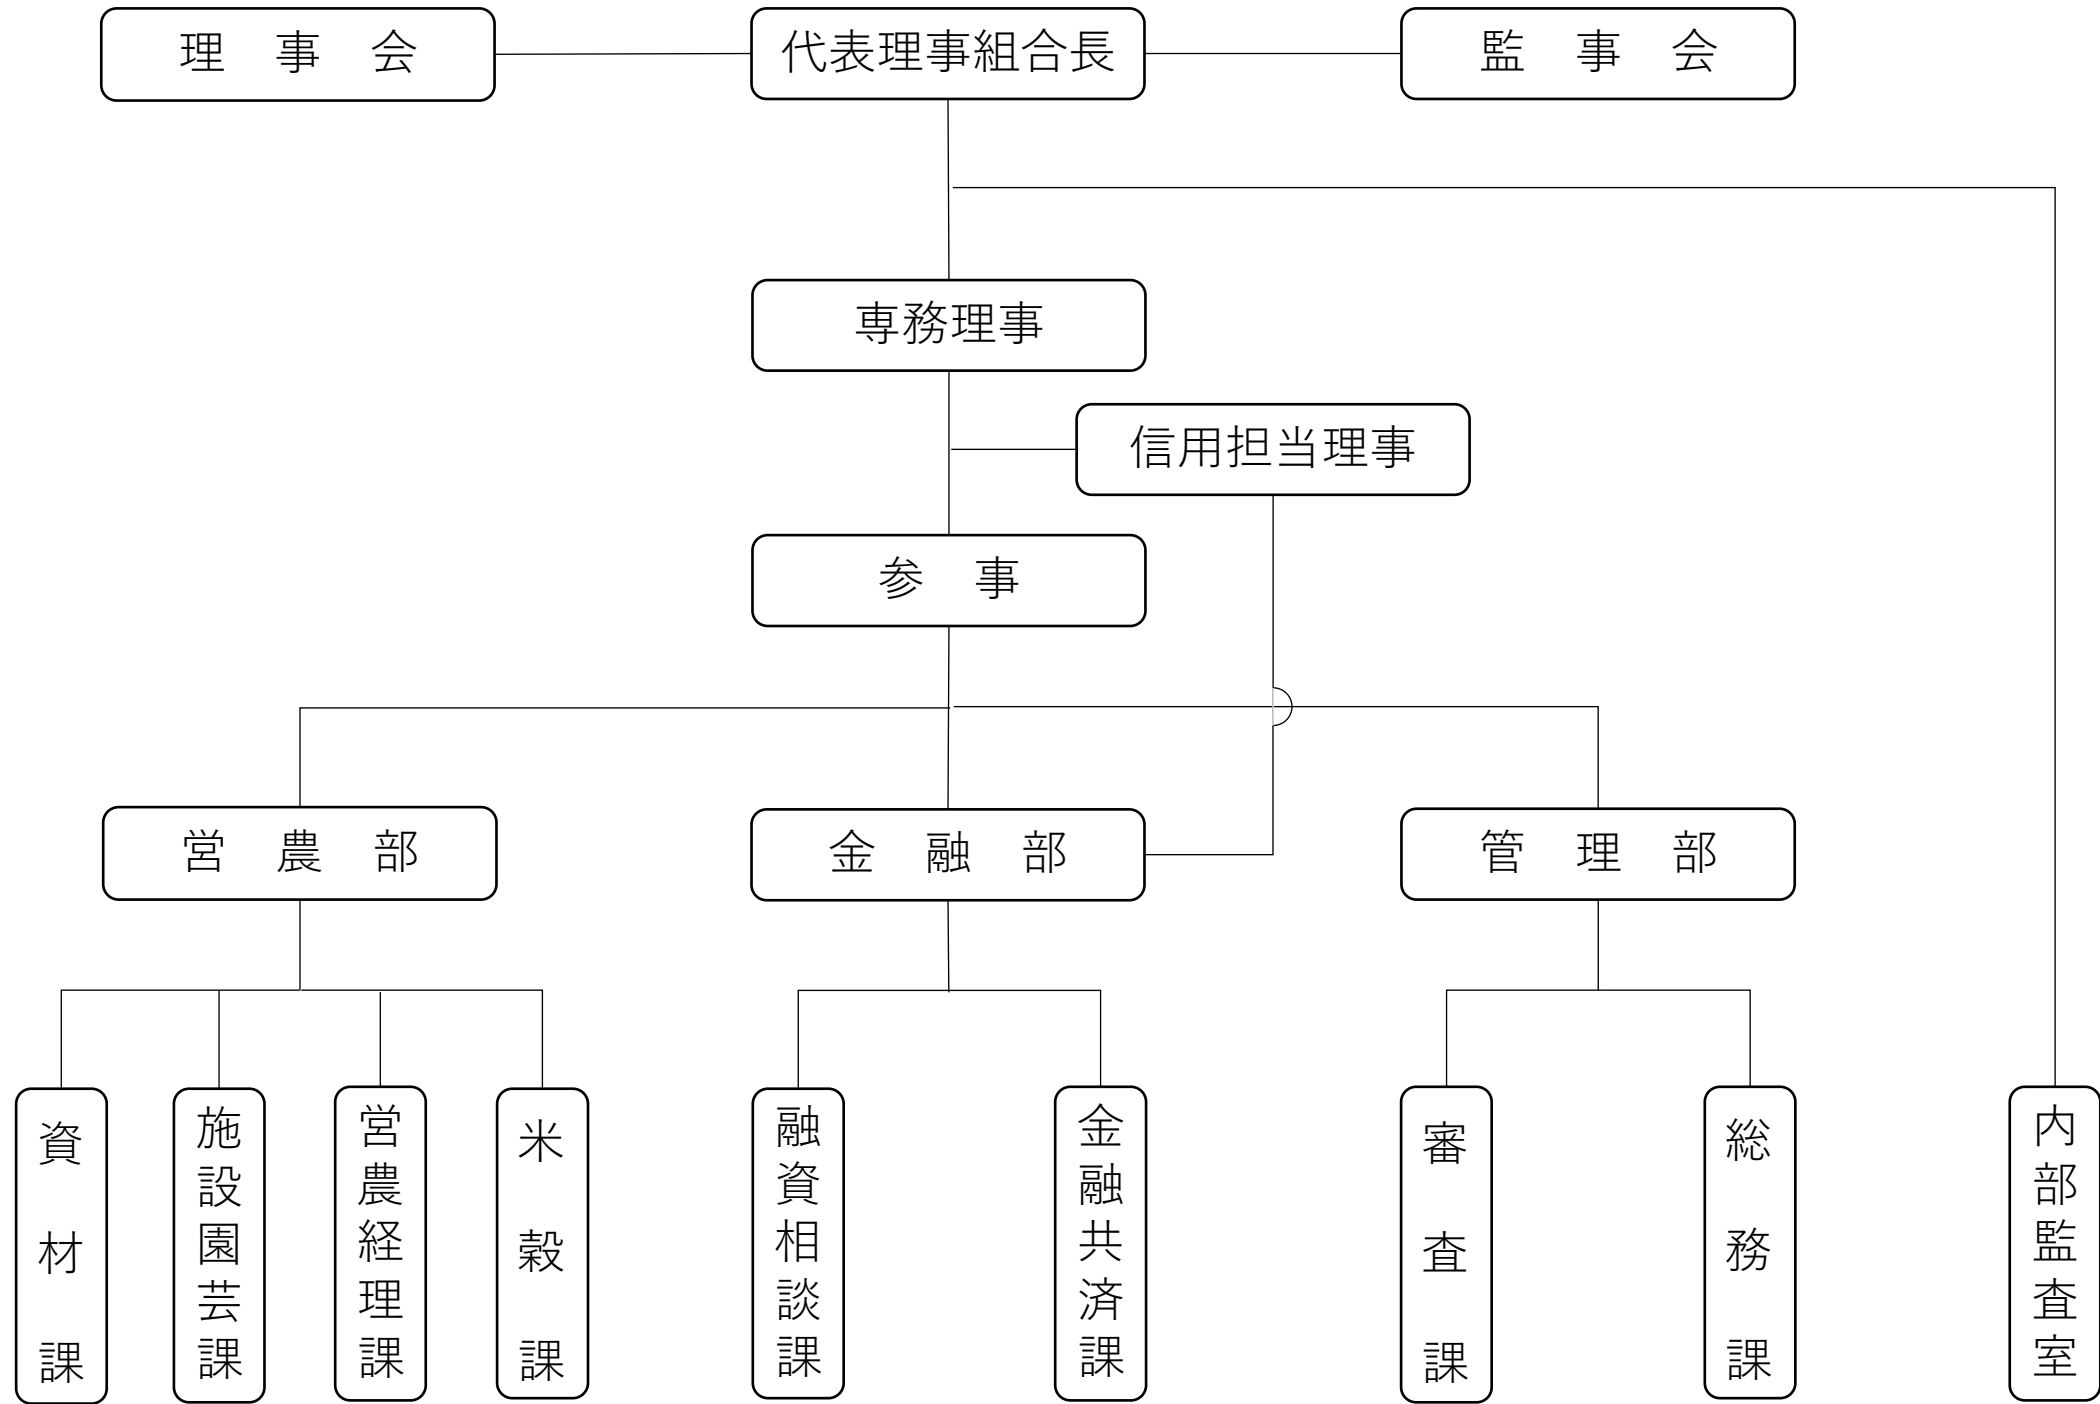 理　事　会
代表理事組合長
監　事　会
専務理事
信用担当理事
参　事
営　農　部
金　融　部
管　理　部
資材課
施設園芸課
営農経理課
米穀課
融資相談課
金融共済課
審査課
総務課
内部監査室